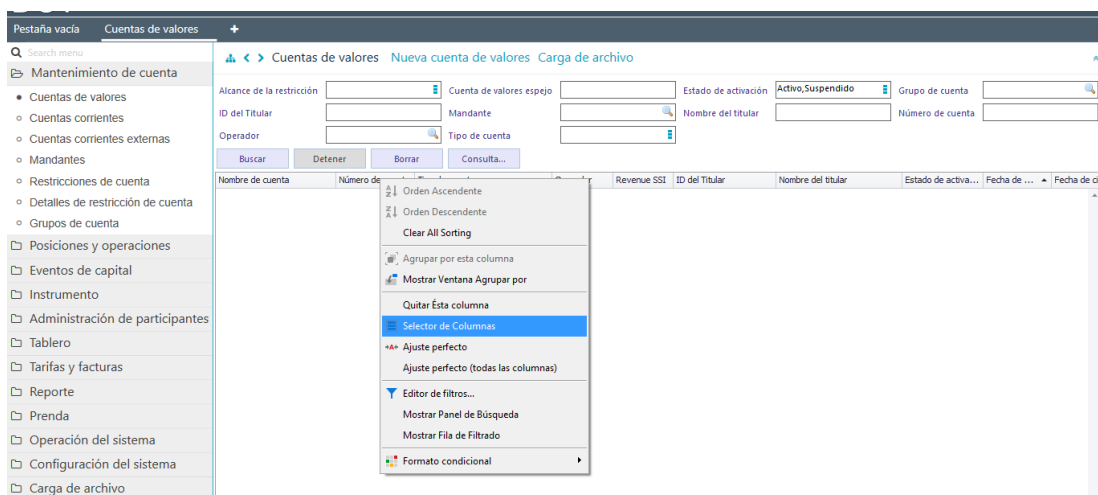 Pestaña vacía Cuentas de valores +
Search menu
Cuentas de valores Nueva cuenta de valores Carga de archivo
Mantenimiento de cuenta
Cuentas de valores
Cuentas corrientes
Cuentas corrientes externas
Mandantes
Restricciones de cuenta
Detalles de restricción de cuenta
Grupos de cuenta
Posiciones y operaciones
Eventos de capital
Instrumento
Administración de participantes
Tablero
Tarifas y facturas
Reporte
Prenda
Operación del sistema
Configuración del sistema
Carga de archivo
Alcance de la restricción Cuenta de valores espejo Estado de activación Activo,Suspendido Grupo de cuenta
ID del Titular Mandante Nombre del titular Número de cuenta
Operador Tipo de cuenta
Buscar Detener Borrar Consulta...
Nombre de cuenta Número de Revenue SSI ID del Titular Nombre del titular Estado de activa... Fecha de ... Fecha de
Orden Ascendente
Orden Descendente
Clear All Sorting
Agrupar por esta columna
Mostrar Ventana Agrupar por
Quitar Ésta columna
Selector de Columnas
Ajuste perfecto
Ajuste perfecto (todas las columnas)
Editor de filtros...
Mostrar Panel de Búsqueda
Mostrar Fila de Filtrado
Formato condicional